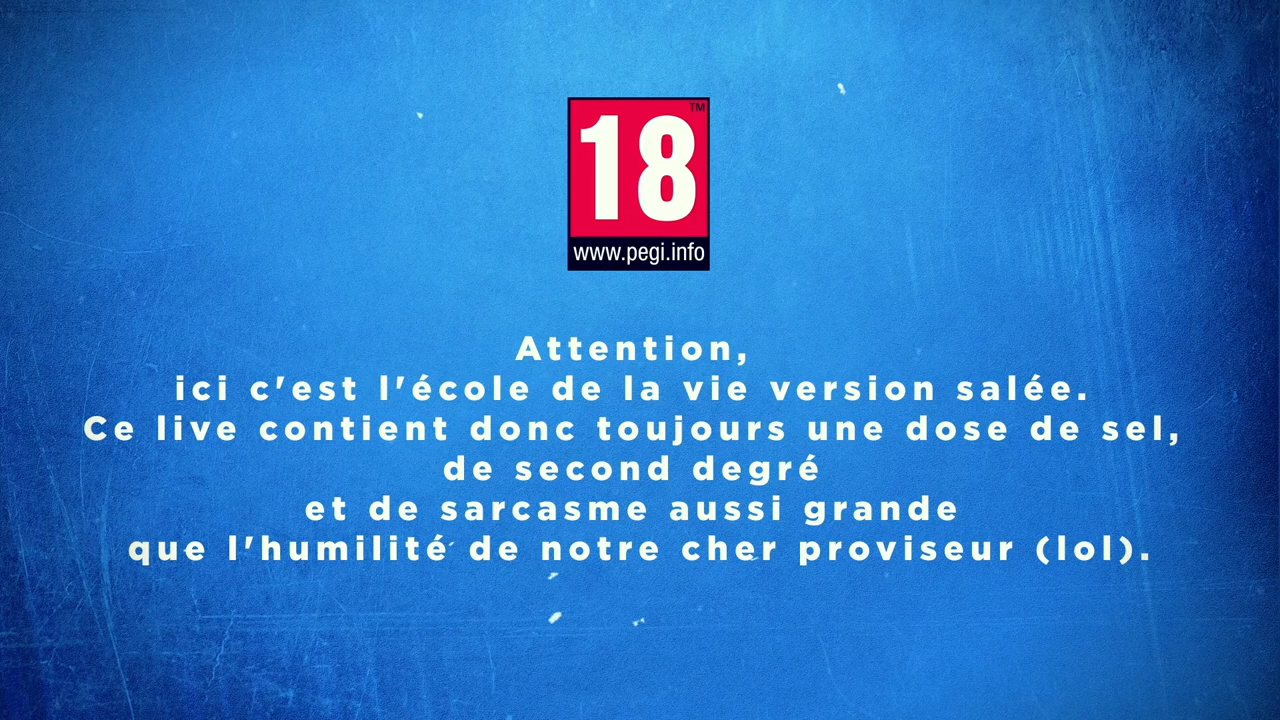 TM
18
www.pegi.info
Attention,
ici c'est l'école de la vie version salée.
Ce live contient donc toujours une dose de sel,
de second degré
et de sarcasme aussi grande
que l'humilité de notre cher proviseur (lol).